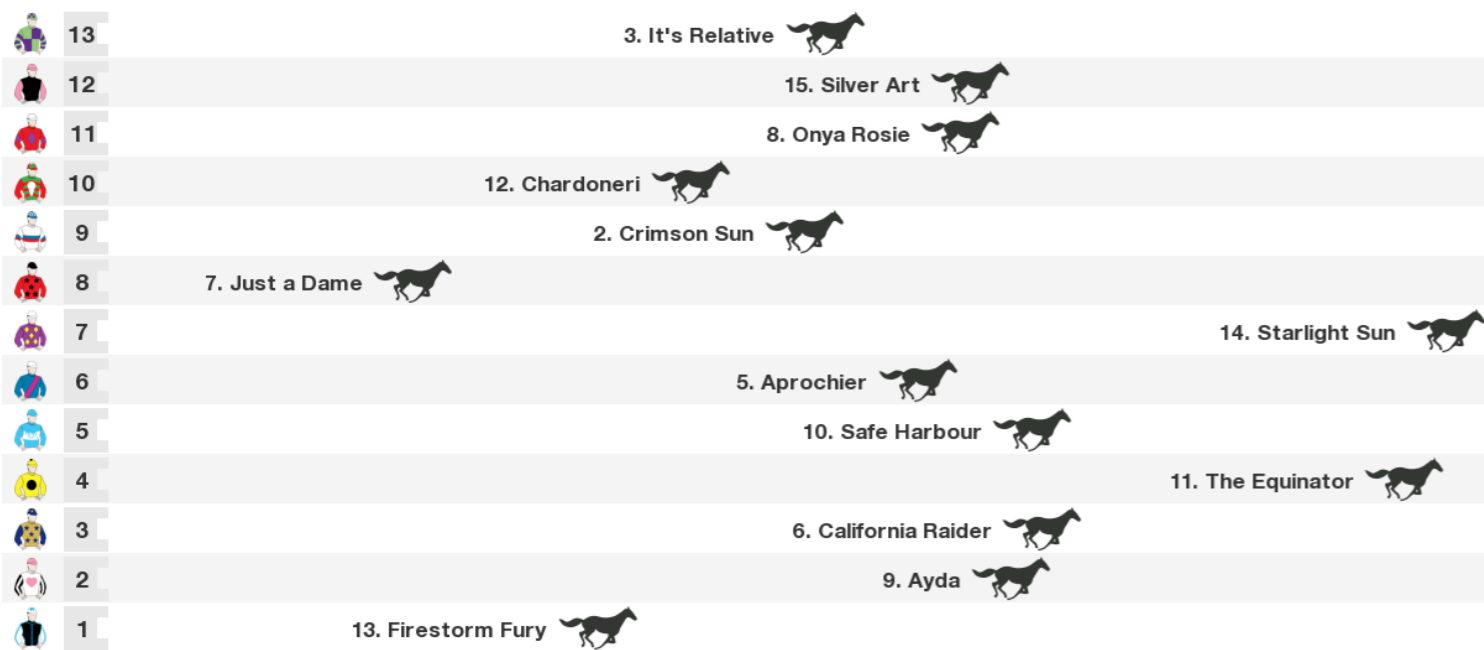 13 3. It's Relative
12 15. Silver Art
11 8. Onya Rosie
10 12. Chardoneri
9 2. Crimson Sun
8 7. Just a Dame
7 14. Starlight Sun
6 5. Aprochier
5 10. Safe Harbour
4 11. The Equinator
3 6. California Raider
2 9. Ayda
1 13. Firestorm Fury